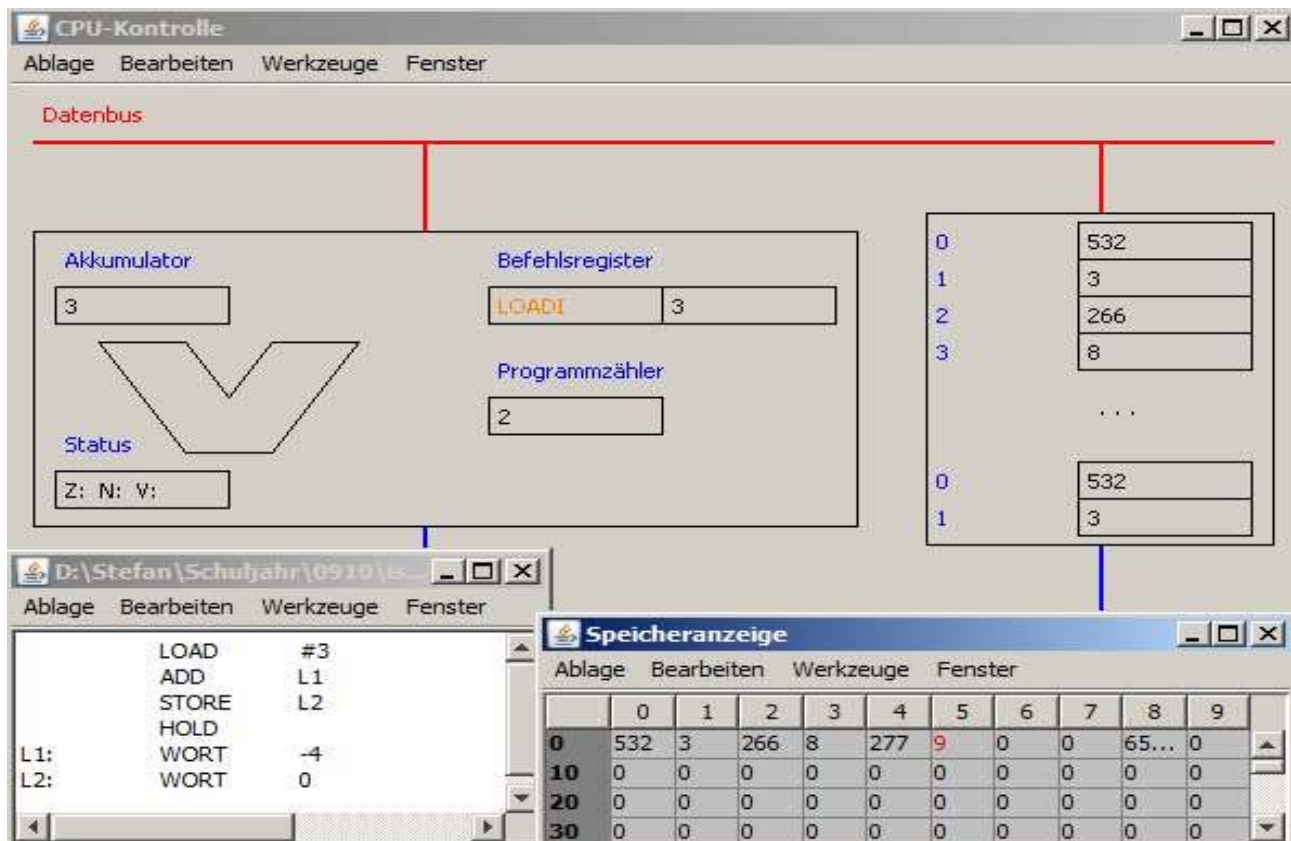 CPU-Kontrolle
Ablage Bearbeiten Werkzeuge Fenster
Datenbus
Akkumulator
3
Befehlsregister
LOADI 3
Programmzähler
2
Status
Z: N: V:
0 532
1 3
2 266
3 8
...
0 532
1 3
D:\Stefan\Schuljahr\0910\is...
Ablage Bearbeiten Werkzeuge Fenster
LOAD #3
ADD L1
STORE L2
HOLD
L1: WORT -4
L2: WORT 0
Speicheranzeige
Ablage Bearbeiten Werkzeuge Fenster
0 1 2 3 4 5 6 7 8 9
0 532 3 266 8 277 9 0 0 65... 0
10 0 0 0 0 0 0 0 0 0 0
20 0 0 0 0 0 0 0 0 0 0
30 0 0 0 0 0 0 0 0 0 0